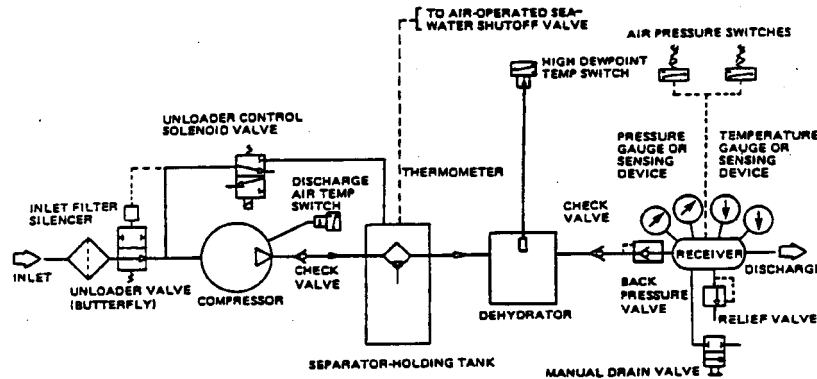 TO AIR-OPERATED SEA-
WATER SHUTOFF VALVE
AIR PRESSURE SWITCHES
HIGH DEWPOINT
TEMP SWITCH
UNLOADER CONTROL
SOLENOID VALVE
PRESSURE
GAUGE OR
SENSING
DEVICE
TEMPERATURE
GAUGE OR
SENSING
DEVICE
THERMOMETER
DISCHARGE
AIR TEMP
SWITCH
INLET FILTER
SILENCER
CHECK
VALVE
INLET
UNLOADER VALVE
(BUTTERFLY)
COMPRESSOR
CHECK
VALVE
SEPARATOR-HOLDING TANK
DEHYDRATOR
BACK
PRESSURE
VALVE
RECEIVER
DISCHARGE
RELIEF VALVE
MANUAL DRAIN VALVE